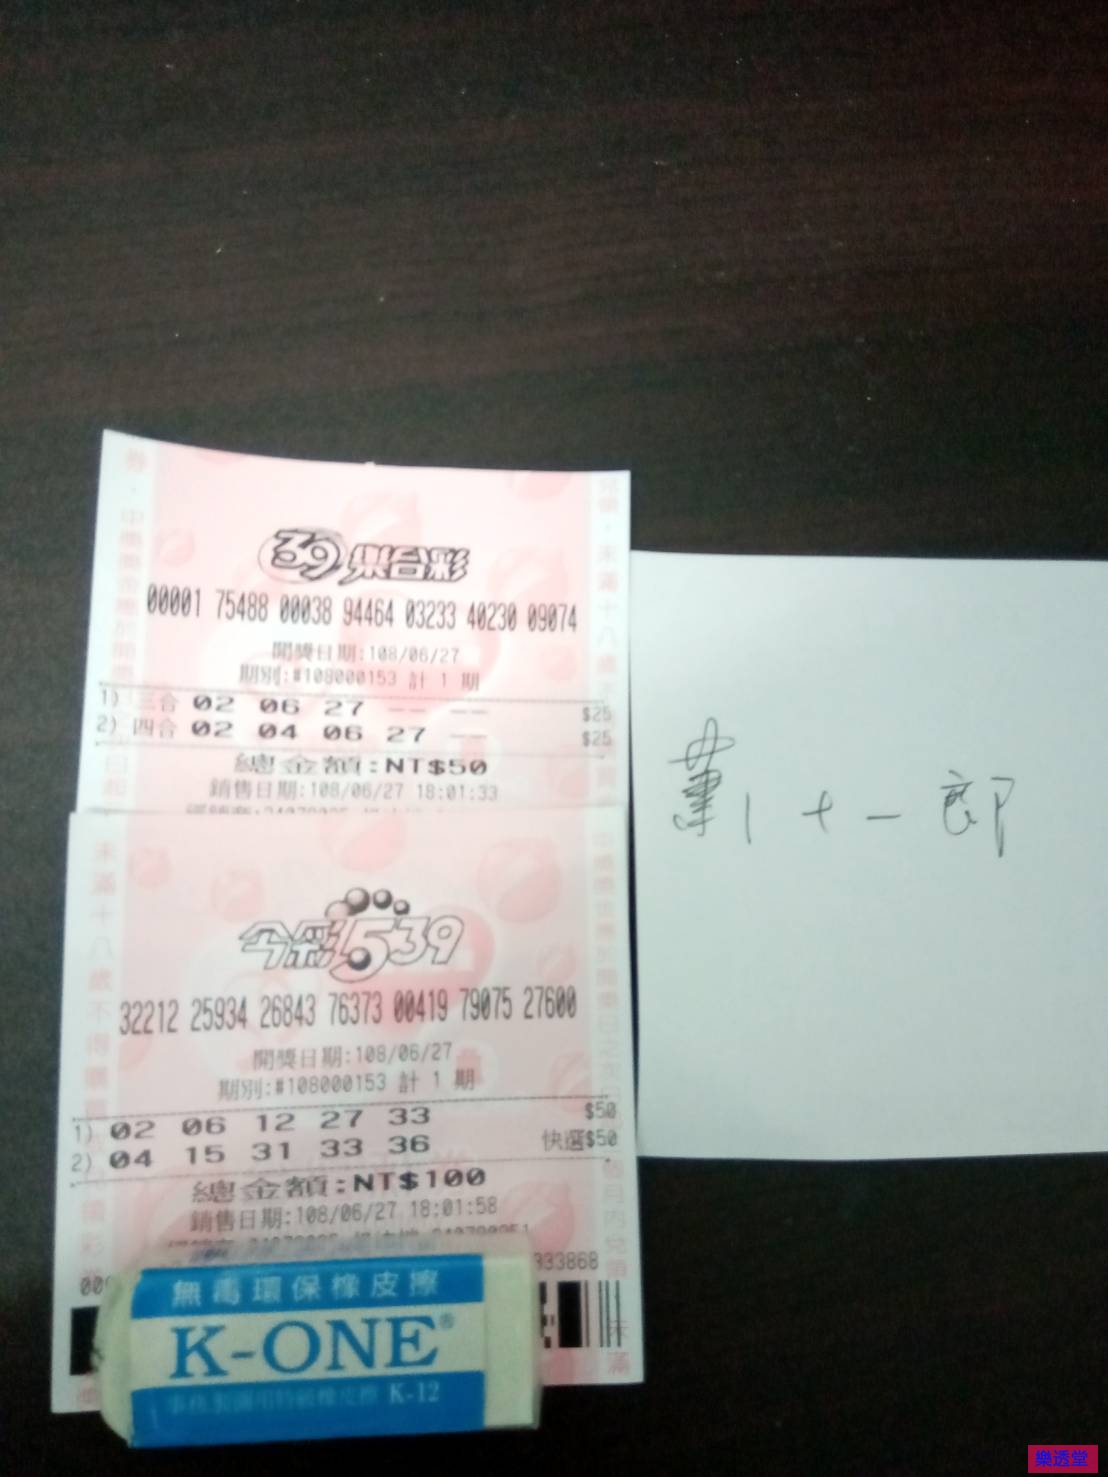 39樂合彩
00001 75488 00038 94464 03233 40230 09074
開獎日期:108/06/27
期別:#108000153 計 1 期
1) 三合 02 06 27 -- -- $25
2) 四合 02 04 06 27 -- $25
總金額:NT$50
銷售日期:108/06/27 18:01:33
今彩539
32212 25934 26843 76373 00419 79075 27600
開獎日期:108/06/27
期別:#108000153 計 1 期
1) 02 06 12 27 33 $50
2) 04 15 31 33 36 快選$50
總金額:NT$100
銷售日期:108/06/27 18:01:58
333868
無毒環保橡皮擦
K-ONE®
K-12
十一郎
樂透堂